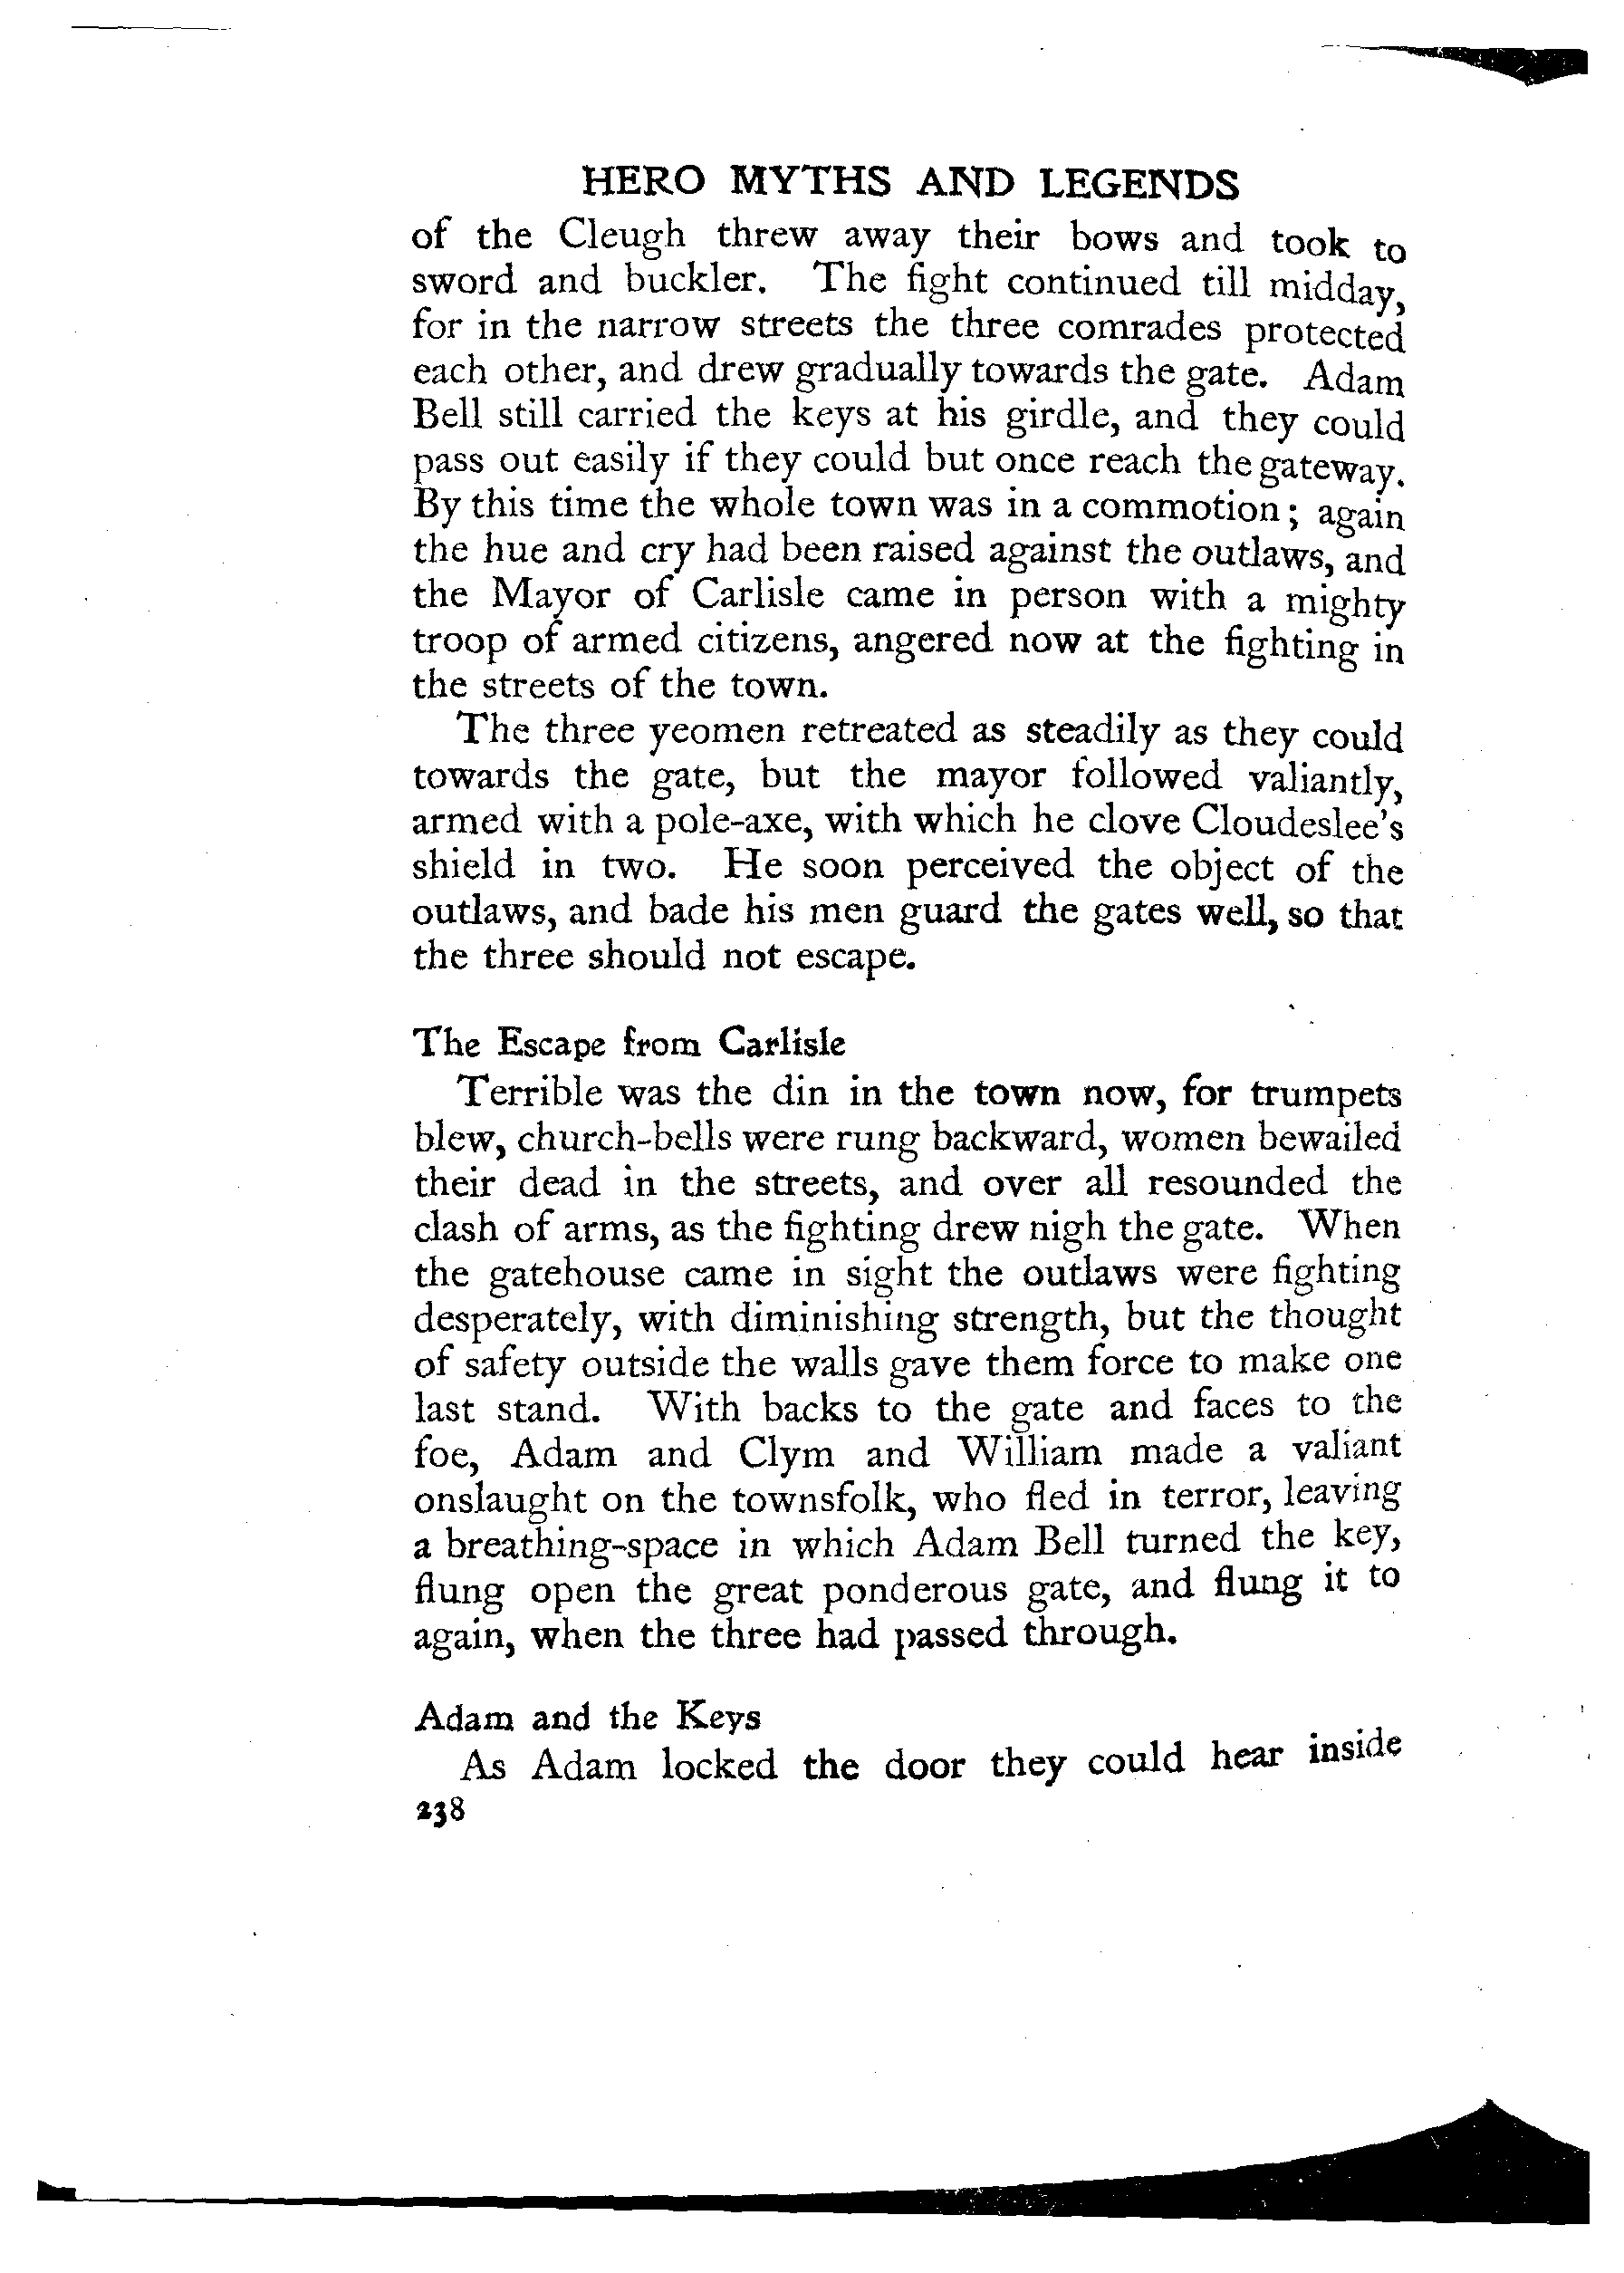 HERO MYTHS AND LEGENDS
of the Cleugh threw away their bows and took to
sword and buckler. The fight continued till midday,
for in the narrow streets the three comrades protected
each other, and drew gradually towards the gate. Adam
Bell still carried the keys at his girdle, and they could
pass out easily if they could but once reach the gateway.
By this time the whole town was in a commotion; again
the hue and cry had been raised against the outlaws, and
the Mayor of Carlisle came in person with a mighty
troop of armed citizens, angered now at the fighting in
the streets of the town.
The three yeomen retreated as steadily as they could
towards the gate, but the mayor followed valiantly,
armed with a pole-axe, with which he clove Cloudeslee's
shield in two. He soon perceived the object of the
outlaws, and bade his men guard the gates well, so that
the three should not escape.
The Escape from Carlisle
Terrible was the din in the town now, for trumpets
blew, church-bells were rung backward, women bewailed
their dead in the streets, and over all resounded the
clash of arms, as the fighting drew nigh the gate. When
the gatehouse came in sight the outlaws were fighting
desperately, with diminishing strength, but the thought
of safety outside the walls gave them force to make one
last stand. With backs to the gate and faces to the
foe, Adam and Clym and William made a valiant
onslaught on the townsfolk, who fled in terror, leaving
a breathing-space in which Adam Bell turned the key,
flung open the great ponderous gate, and flung it to
again, when the three had passed through.
Adam and the Keys
As Adam locked the door they could hear inside
238